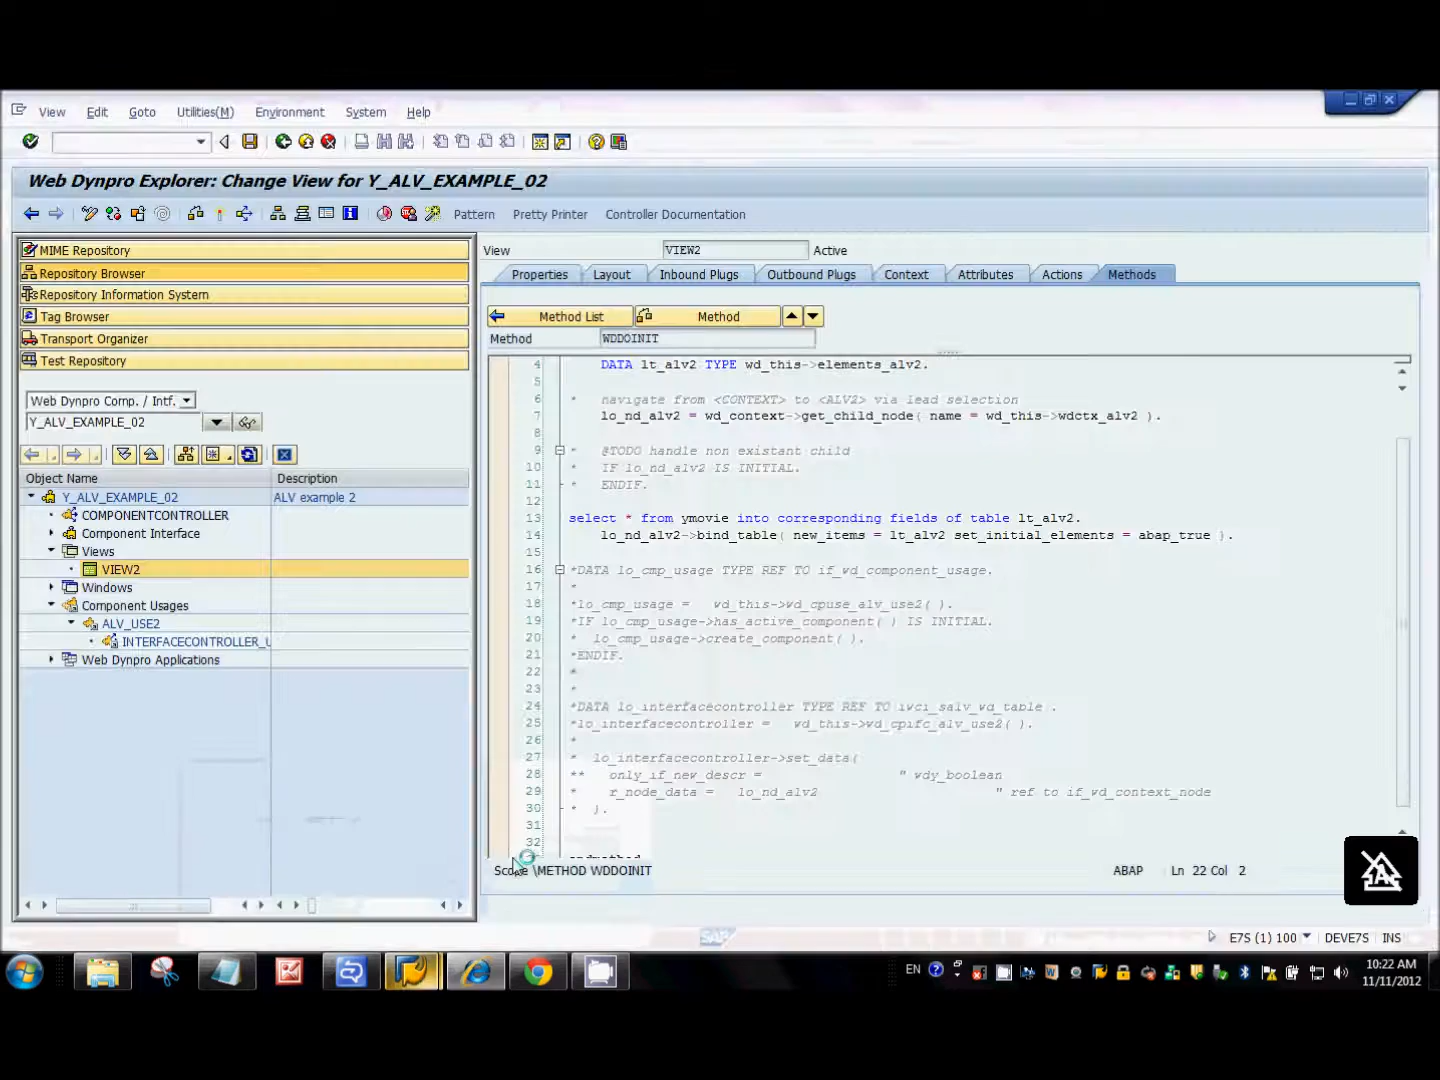 View Edit Goto Utilities(M) Environment System Help
Web Dynpro Explorer: Change View for Y_ALV_EXAMPLE_02
Pattern Pretty Printer Controller Documentation
MIME Repository
Repository Browser
Repository Information System
Tag Browser
Transport Organizer
Test Repository
Web Dynpro Comp. / Intf.
Y_ALV_EXAMPLE_02
Object Name Description
Y_ALV_EXAMPLE_02 ALV example 2
COMPONENTCONTROLLER
Component Interface
Views
VIEW2
Windows
Component Usages
ALV_USE2
INTERFACECONTROLLER_U
Web Dynpro Applications
View VIEW2 Active
Properties Layout Inbound Plugs Outbound Plugs Context Attributes Actions Methods
Method List Method
Method WDDOINIT
4 DATA lt_alv2 TYPE wd_this->elements_alv2.
5
6 * navigate from <CONTEXT> to <ALV2> via lead selection
7 lo_nd_alv2 = wd_context->get_child_node( name = wd_this->wdctx_alv2 ).
8
9 * @TODO handle non existant child
10 * IF lo_nd_alv2 IS INITIAL.
11 * ENDIF.
12
13 select * from ymovie into corresponding fields of table lt_alv2.
14 lo_nd_alv2->bind_table( new_items = lt_alv2 set_initial_elements = abap_true ).
15
16 *DATA lo_cmp_usage TYPE REF TO if_wd_component_usage.
17 *
18 *lo_cmp_usage = wd_this->wd_cpuse_alv_use2( ).
19 *IF lo_cmp_usage->has_active_component( ) IS INITIAL.
20 * lo_cmp_usage->create_component( ).
21 *ENDIF.
22 *
23 *
24 *DATA lo_interfacecontroller TYPE REF TO iwci_salv_wd_table .
25 *lo_interfacecontroller = wd_this->wd_cpifc_alv_use2( ).
26 *
27 * lo_interfacecontroller->set_data(
28 ** only_if_new_descr = " wdy_boolean
29 * r_node_data = lo_nd_alv2 " ref to if_wd_context_node
30 * ).
31
32
endmethod
Scope \METHOD WDDOINIT ABAP Ln 22 Col 2
SAP
E7S (1) 100 DEVE7S INS
EN
10:22 AM
11/11/2012